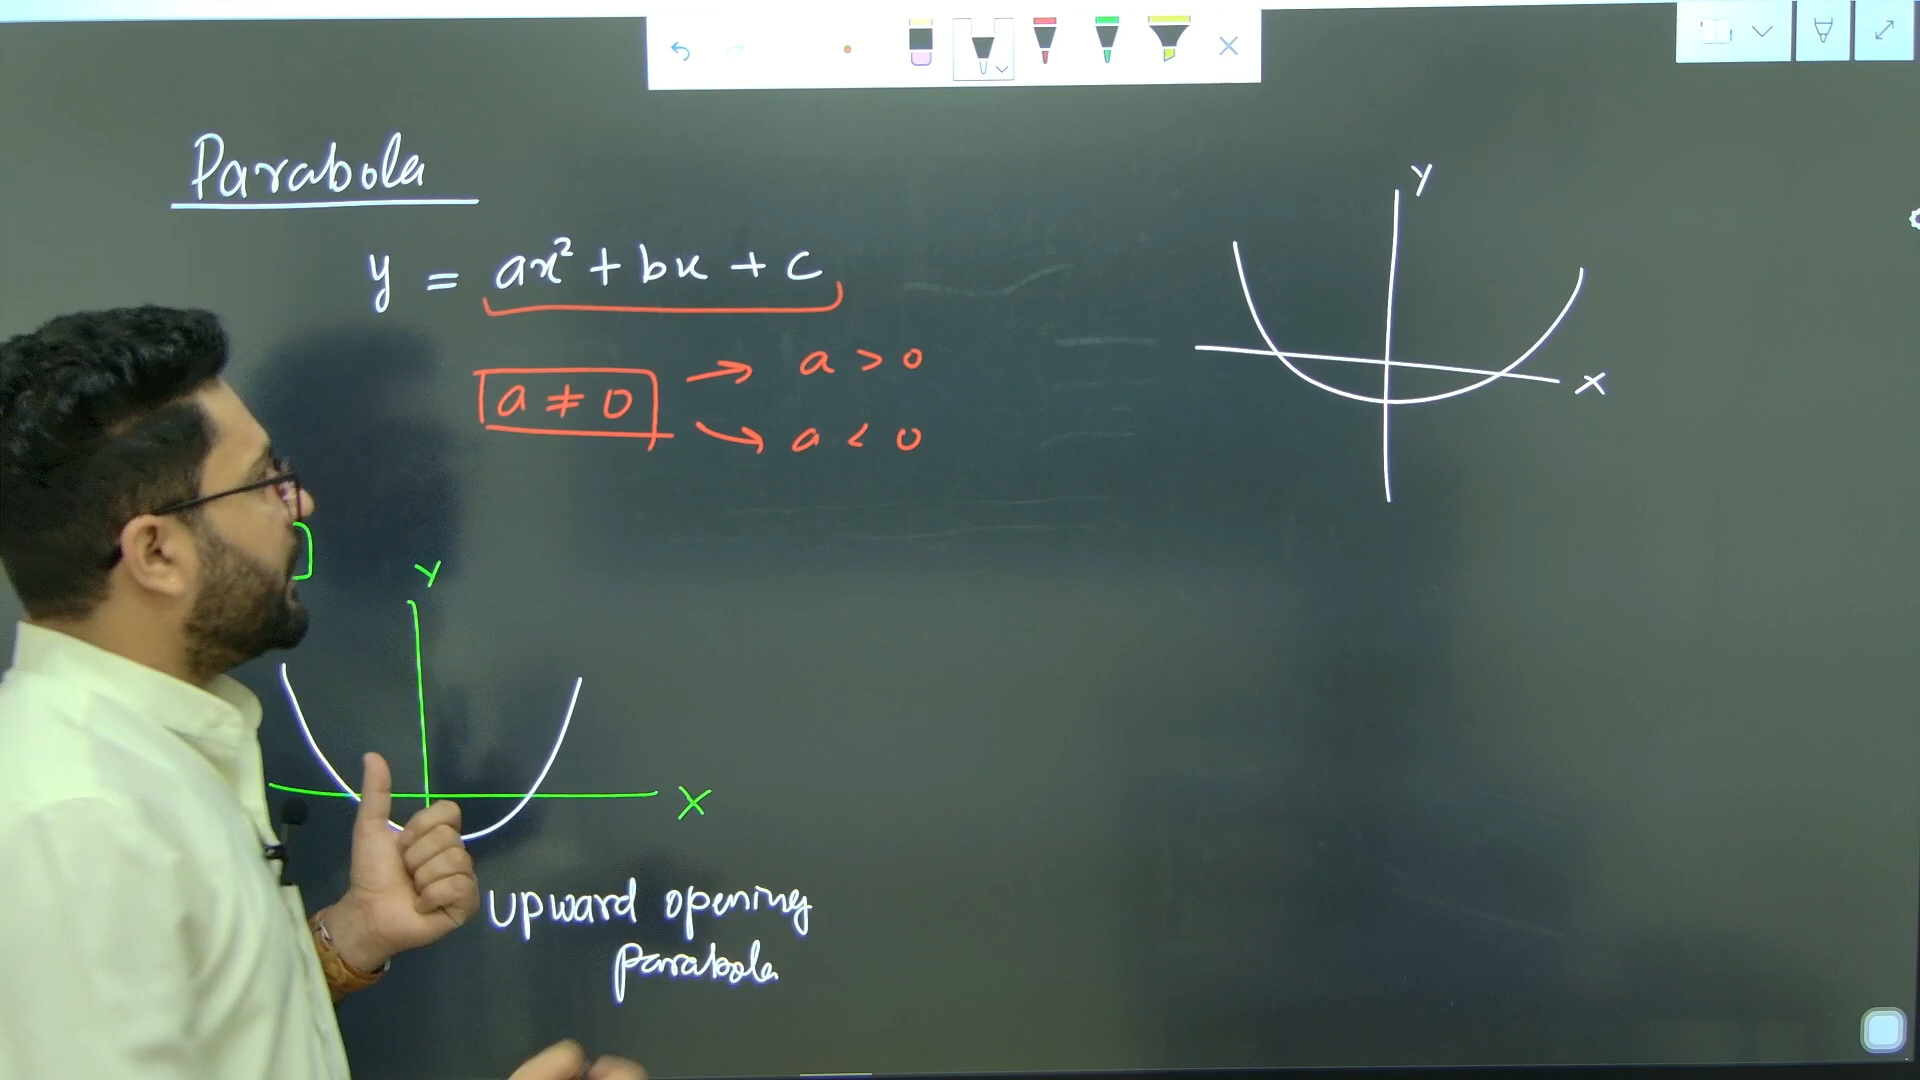 Parabola
y = ax² + bx + c
a ≠ 0 → a > 0
→ a < 0
Y
X
Y
X
upward opening
parabola